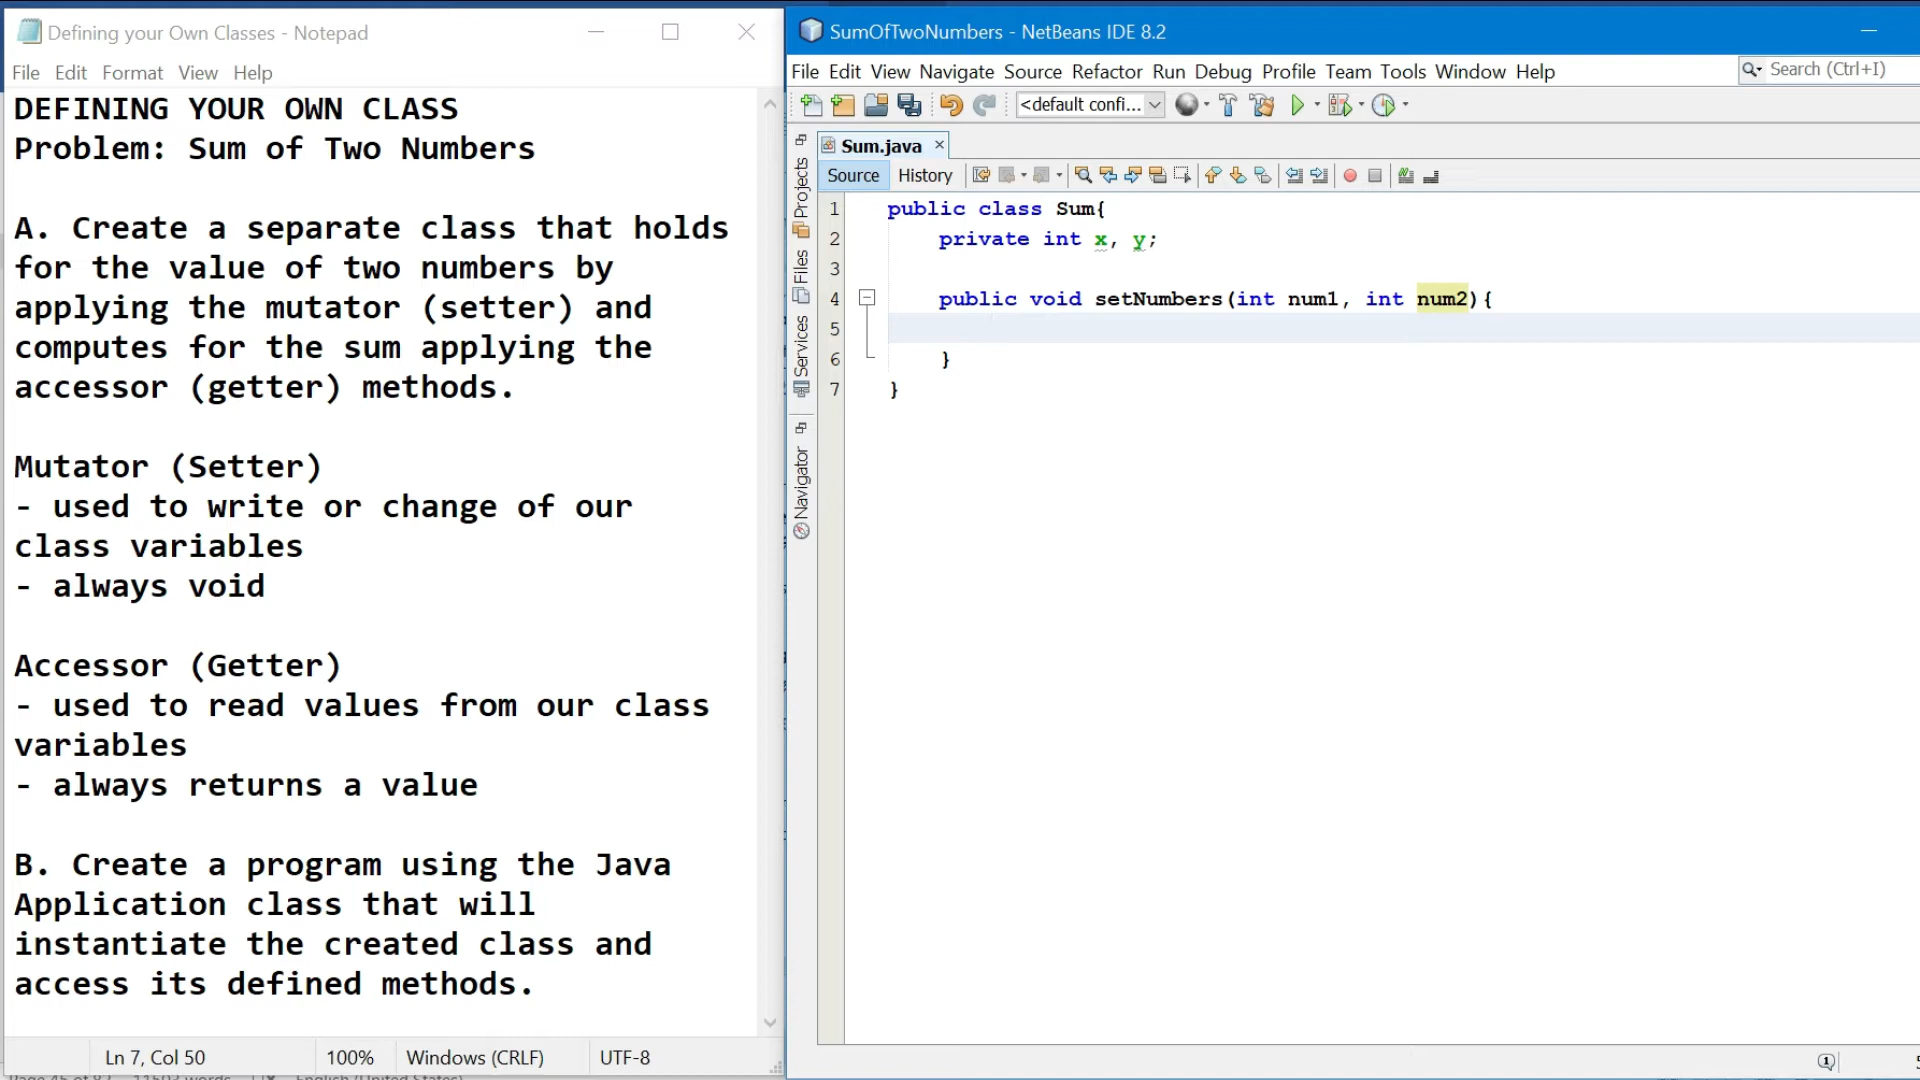 Defining your Own Classes - Notepad
File Edit Format View Help
DEFINING YOUR OWN CLASS
Problem: Sum of Two Numbers
A. Create a separate class that holds
for the value of two numbers by
applying the mutator (setter) and
computes for the sum applying the
accessor (getter) methods.
Mutator (Setter)
- used to write or change of our
class variables
- always void
Accessor (Getter)
- used to read values from our class
variables
- always returns a value
B. Create a program using the Java
Application class that will
instantiate the created class and
access its defined methods.
Ln 7, Col 50 100% Windows (CRLF) UTF-8
SumOfTwoNumbers - NetBeans IDE 8.2
File Edit View Navigate Source Refactor Run Debug Profile Team Tools Window Help
Search (Ctrl+I)
<default confi...
Projects
Files
Services
Navigator
Sum.java
Source History
1 public class Sum{
2 private int x, y;
3
4 public void setNumbers(int num1, int num2){
5
6 }
7 }